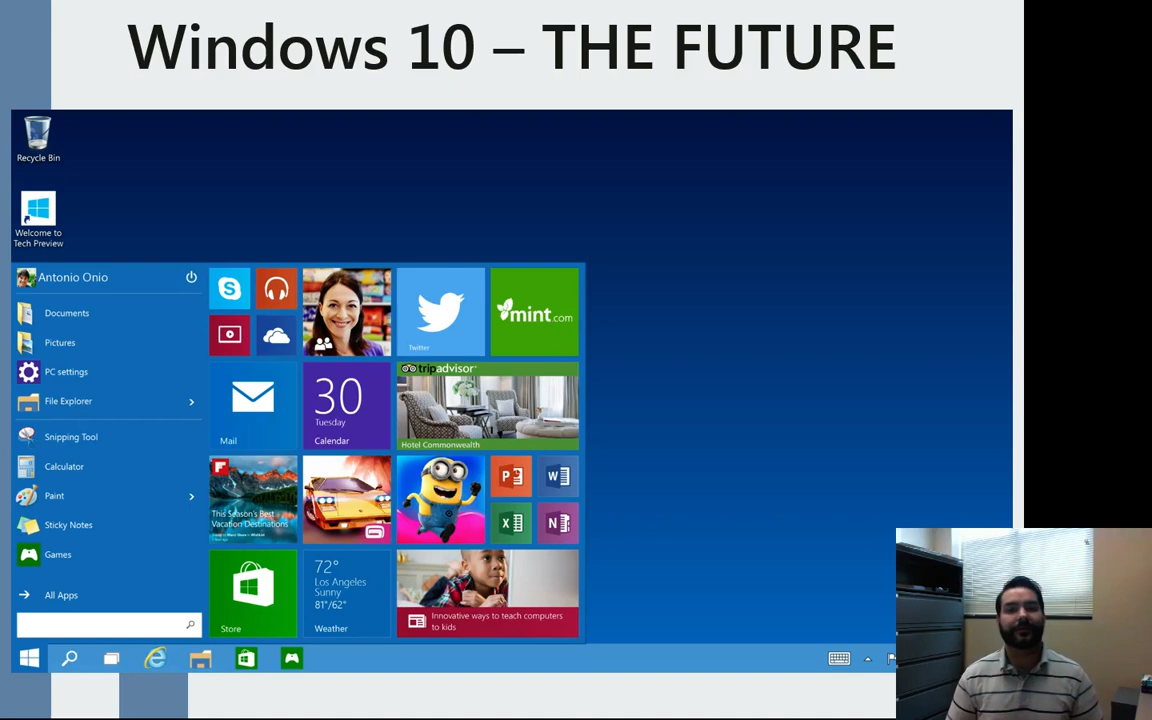 Windows 10 – THE FUTURE
Recycle Bin
Welcome to
Tech Preview
Antonio Onio
Documents
Pictures
PC settings
File Explorer
Snipping Tool
Calculator
Paint
Sticky Notes
Games
All Apps
Twitter
mint.com
Mail
30
Tuesday
Calendar
tripadvisor
Hotel Commonwealth
This Season's Best
Vacation Destinations
Store
72°
Los Angeles
Sunny
81°/62°
Weather
Innovative ways to teach computers
to kids